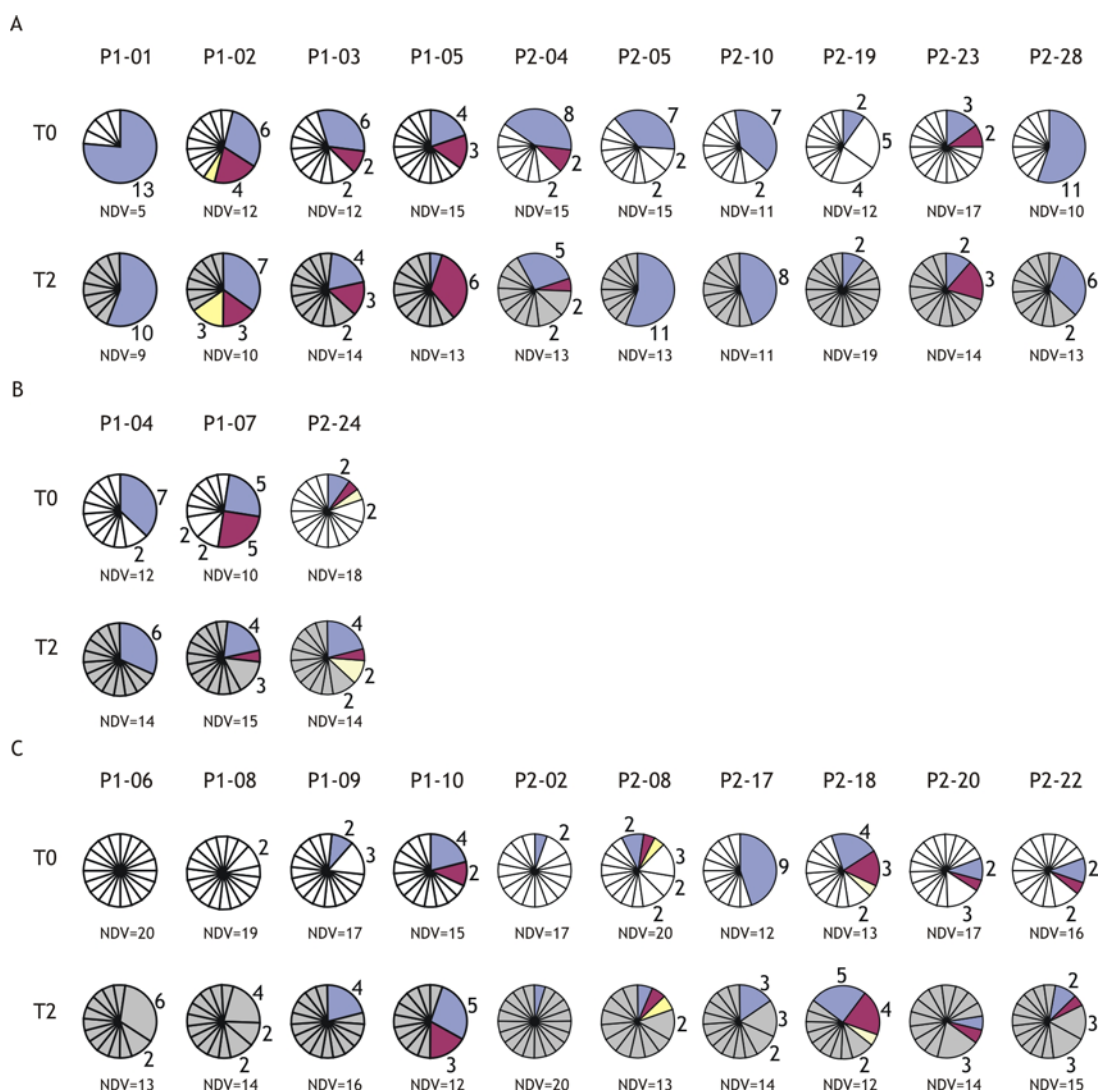 A
P1-01 P1-02 P1-03 P1-05 P2-04 P2-05 P2-10 P2-19 P2-23 P2-28
T0
13 6 4 6 2 2 4 3 8 2 2 7 2 7 2 2 5 4 3 2 11
NDV=5 NDV=12 NDV=12 NDV=15 NDV=15 NDV=15 NDV=11 NDV=12 NDV=17 NDV=10
T2
10 7 3 3 4 3 2 6 5 2 2 11 8 2 2 3 6 2
NDV=9 NDV=10 NDV=14 NDV=13 NDV=13 NDV=13 NDV=11 NDV=19 NDV=14 NDV=13
B
P1-04 P1-07 P2-24
T0
7 2 5 5 2 2 2 2
NDV=12 NDV=10 NDV=18
T2
6 4 3 4 2 2
NDV=14 NDV=15 NDV=14
C
P1-06 P1-08 P1-09 P1-10 P2-02 P2-08 P2-17 P2-18 P2-20 P2-22
T0
2 2 3 4 2 2 2 3 2 2 9 4 3 2 2 3 2 2
NDV=20 NDV=19 NDV=17 NDV=15 NDV=17 NDV=20 NDV=12 NDV=13 NDV=17 NDV=16
T2
6 2 4 2 2 4 5 3 2 3 3 2 5 4 2 3 2 3 3
NDV=13 NDV=14 NDV=16 NDV=12 NDV=20 NDV=13 NDV=14 NDV=12 NDV=14 NDV=15